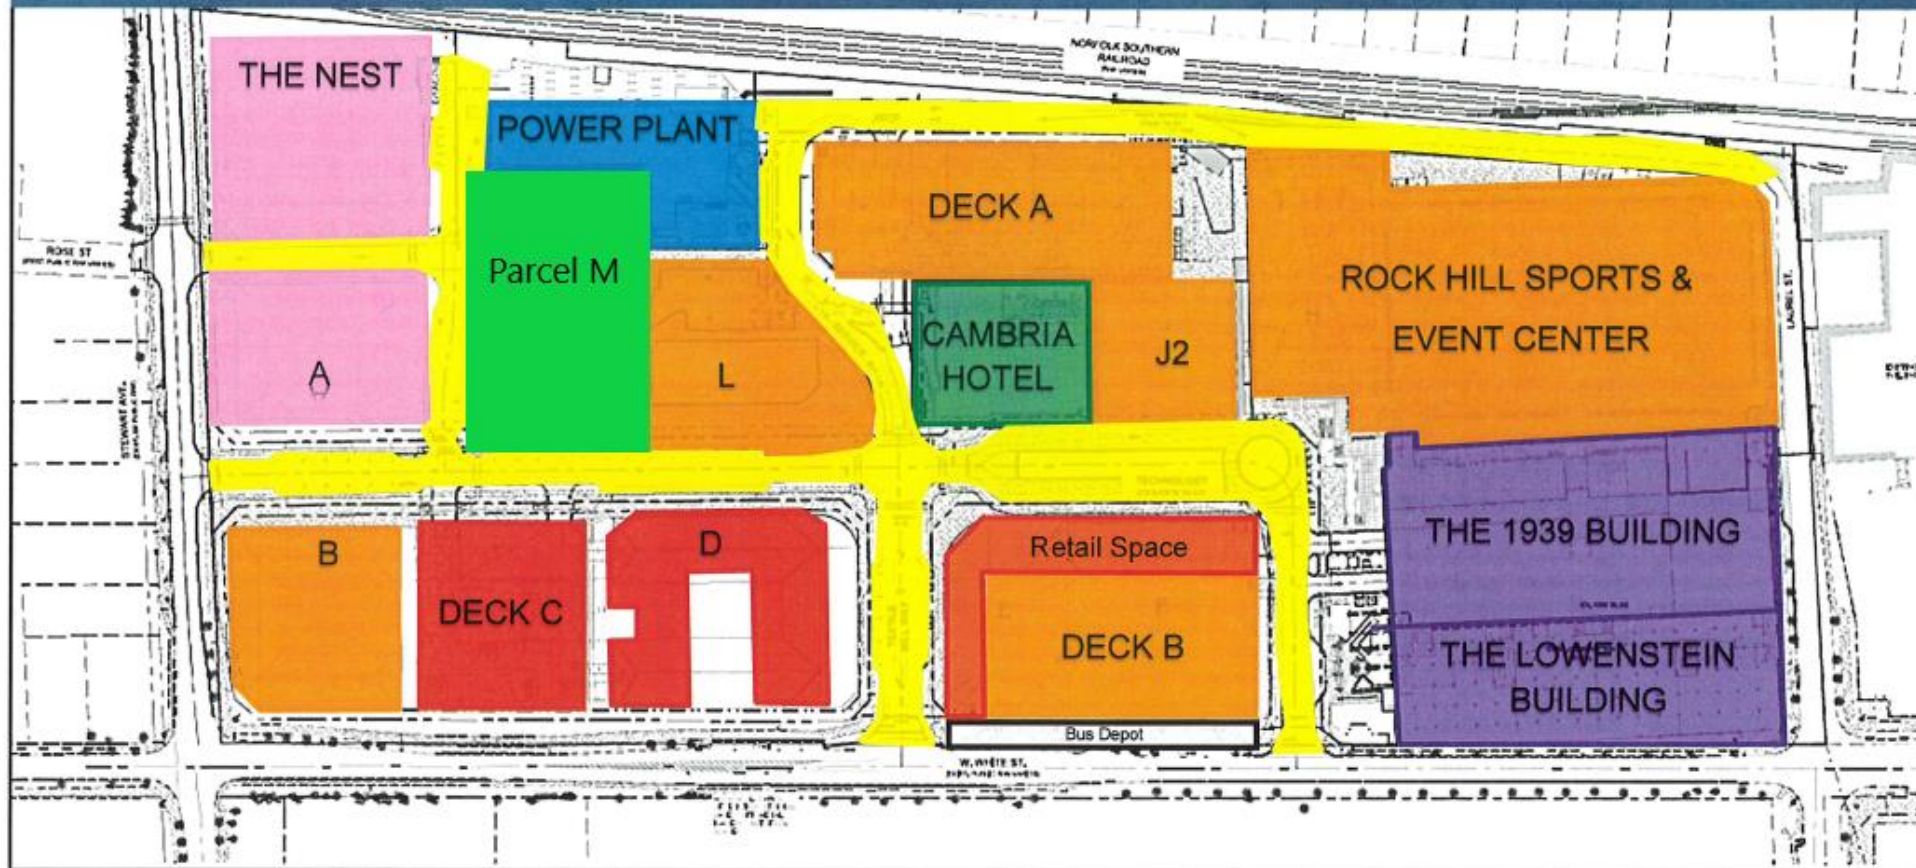 NORFOLK SOUTHERN
RAILROAD
THE NEST
POWER PLANT
DECK A
ROSE ST
Parcel M
ROCK HILL SPORTS &
EVENT CENTER
LAUREL ST.
CAMBRIA
HOTEL
J2
A
L
STEWART AVE.
TECHNOLOGY
B
D
Retail Space
THE 1939 BUILDING
DECK C
DECK B
THE LOWENSTEIN
BUILDING
Bus Depot
W. WHITE ST.